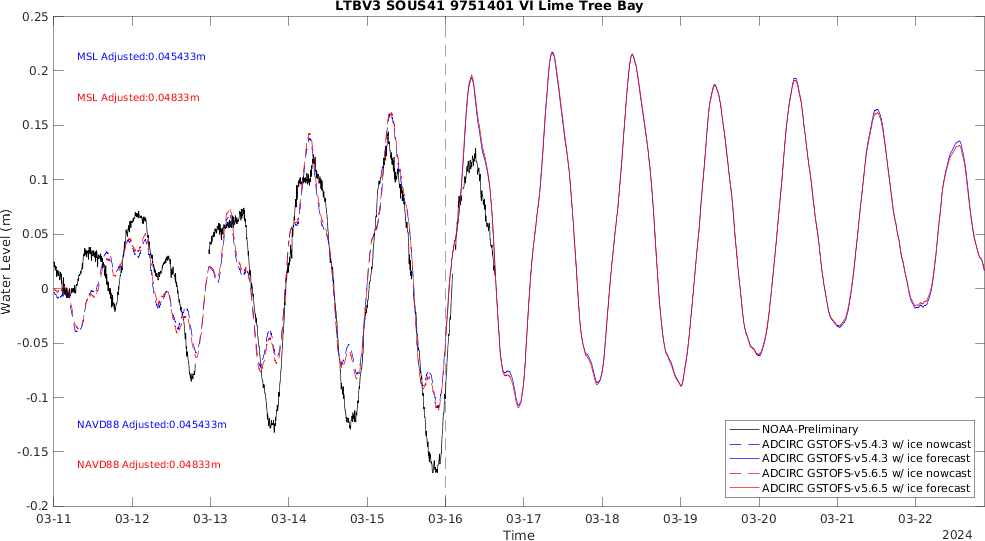 LTBV3 SOUS41 9751401 VI Lime Tree Bay
0.25
0.2
0.15
0.1
0.05
0
-0.05
-0.1
-0.15
-0.2
Water Level (m)
MSL Adjusted:0.045433m
MSL Adjusted:0.04833m
NAVD88 Adjusted:0.045433m
NAVD88 Adjusted:0.04833m
NOAA-Preliminary
ADCIRC GSTOFS-v5.4.3 w/ ice nowcast
ADCIRC GSTOFS-v5.4.3 w/ ice forecast
ADCIRC GSTOFS-v5.6.5 w/ ice nowcast
ADCIRC GSTOFS-v5.6.5 w/ ice forecast
03-11 03-12 03-13 03-14 03-15 03-16 03-17 03-18 03-19 03-20 03-21 03-22
Time
2024